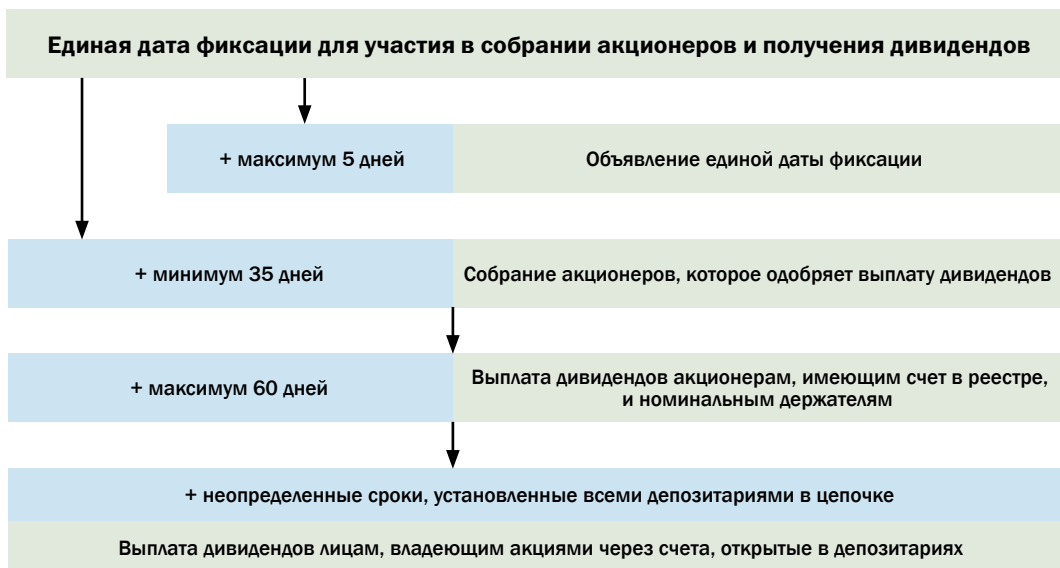 Единая дата фиксации для участия в собрании акционеров и получения дивидендов
+ максимум 5 дней
Объявление единой даты фиксации
+ минимум 35 дней
Собрание акционеров, которое одобряет выплату дивидендов
+ максимум 60 дней
Выплата дивидендов акционерам, имеющим счет в реестре,
и номинальным держателям
+ неопределенные сроки, установленные всеми депозитариями в цепочке
Выплата дивидендов лицам, владеющим акциями через счета, открытые в депозитариях